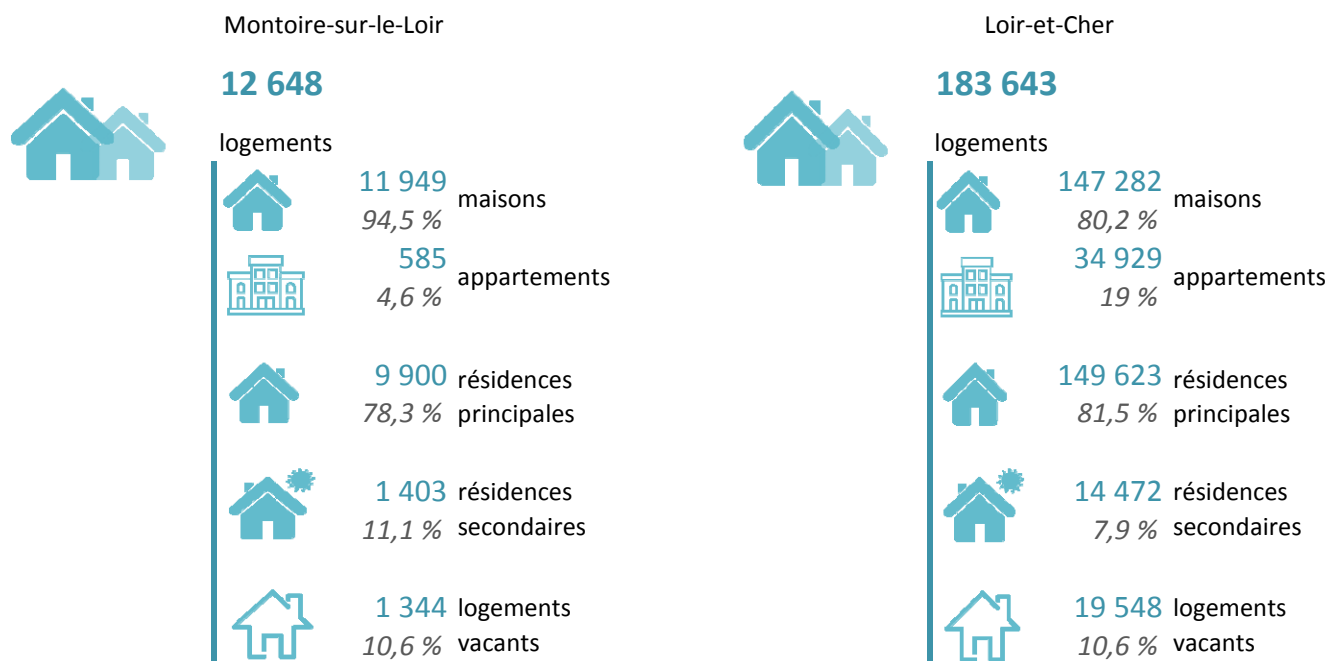 Montoire-sur-le-Loir
12 648
logements
11 949
94,5 %
maisons
585
4,6 %
appartements
9 900
78,3 %
résidences
principales
1 403
11,1 %
résidences
secondaires
1 344
10,6 %
logements
vacants
Loir-et-Cher
183 643
logements
147 282
80,2 %
maisons
34 929
19 %
appartements
149 623
81,5 %
résidences
principales
14 472
7,9 %
résidences
secondaires
19 548
10,6 %
logements
vacants